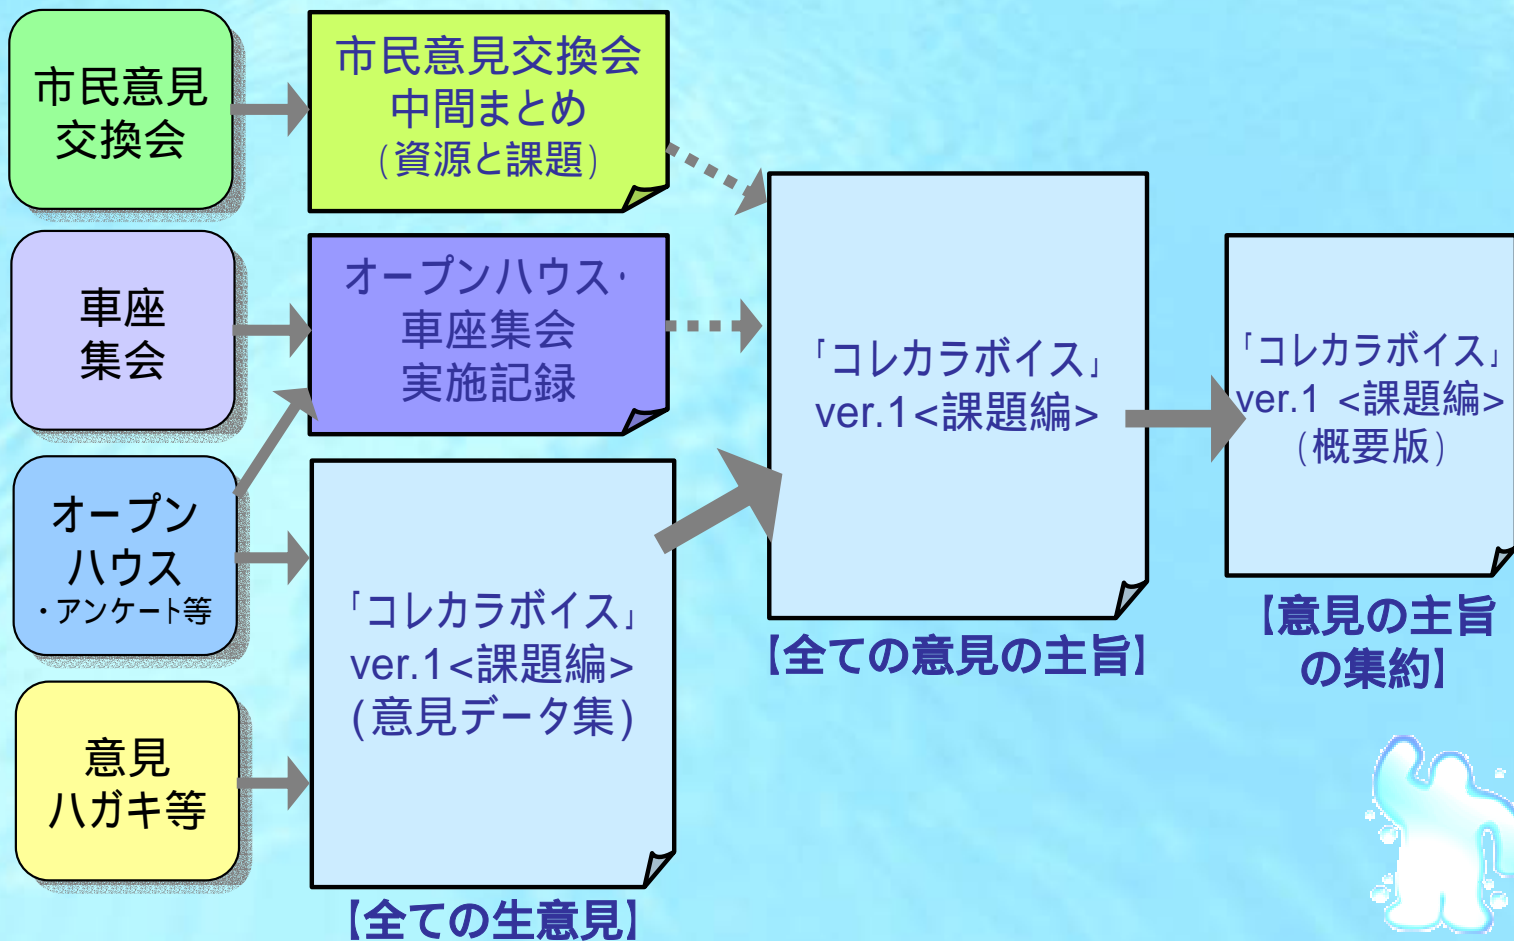 市民意見
交換会
市民意見交換会
中間まとめ
(資源と課題)
車座
集会
オープンハウス・
車座集会
実施記録
オープン
ハウス
・アンケート等
意見
ハガキ等
「コレカラボイス」
ver.1<課題編>
(意見データ集)
【全ての生意見】
「コレカラボイス」
ver.1<課題編>
【全ての意見の主旨】
「コレカラボイス」
ver.1 <課題編>
(概要版)
【意見の主旨
の集約】